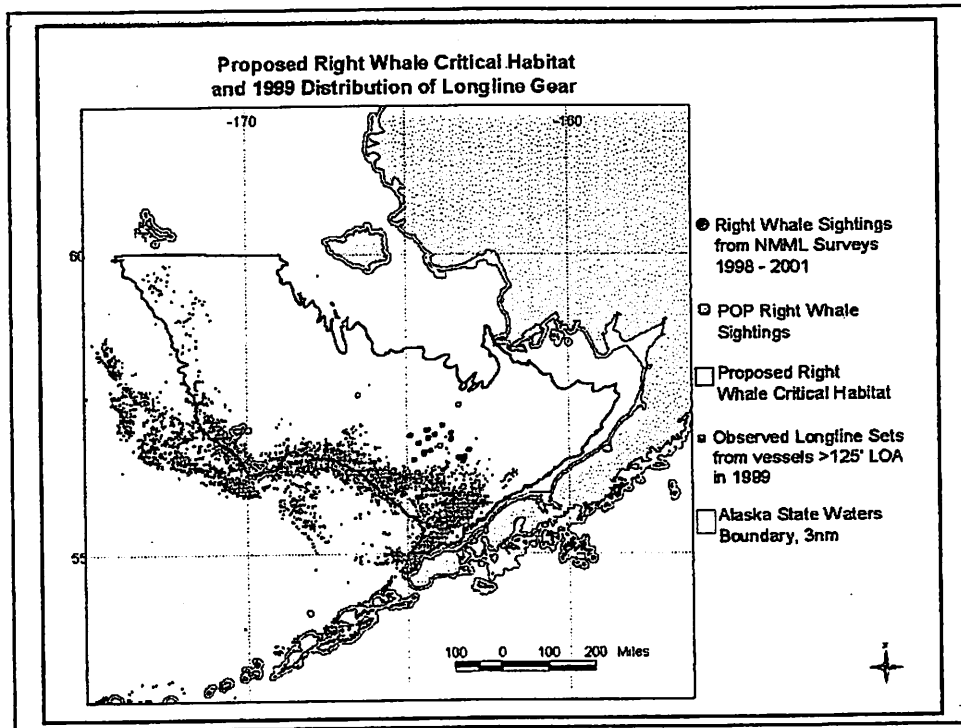 Proposed Right Whale Critical Habitat
and 1999 Distribution of Longline Gear
-170
-160
60
55
Right Whale Sightings
from NMML Surveys
1998 - 2001
POP Right Whale
Sightings
Proposed Right
Whale Critical Habitat
Observed Longline Sets
from vessels >125' LOA
in 1999
Alaska State Waters
Boundary, 3nm
100 0 100 200 Miles